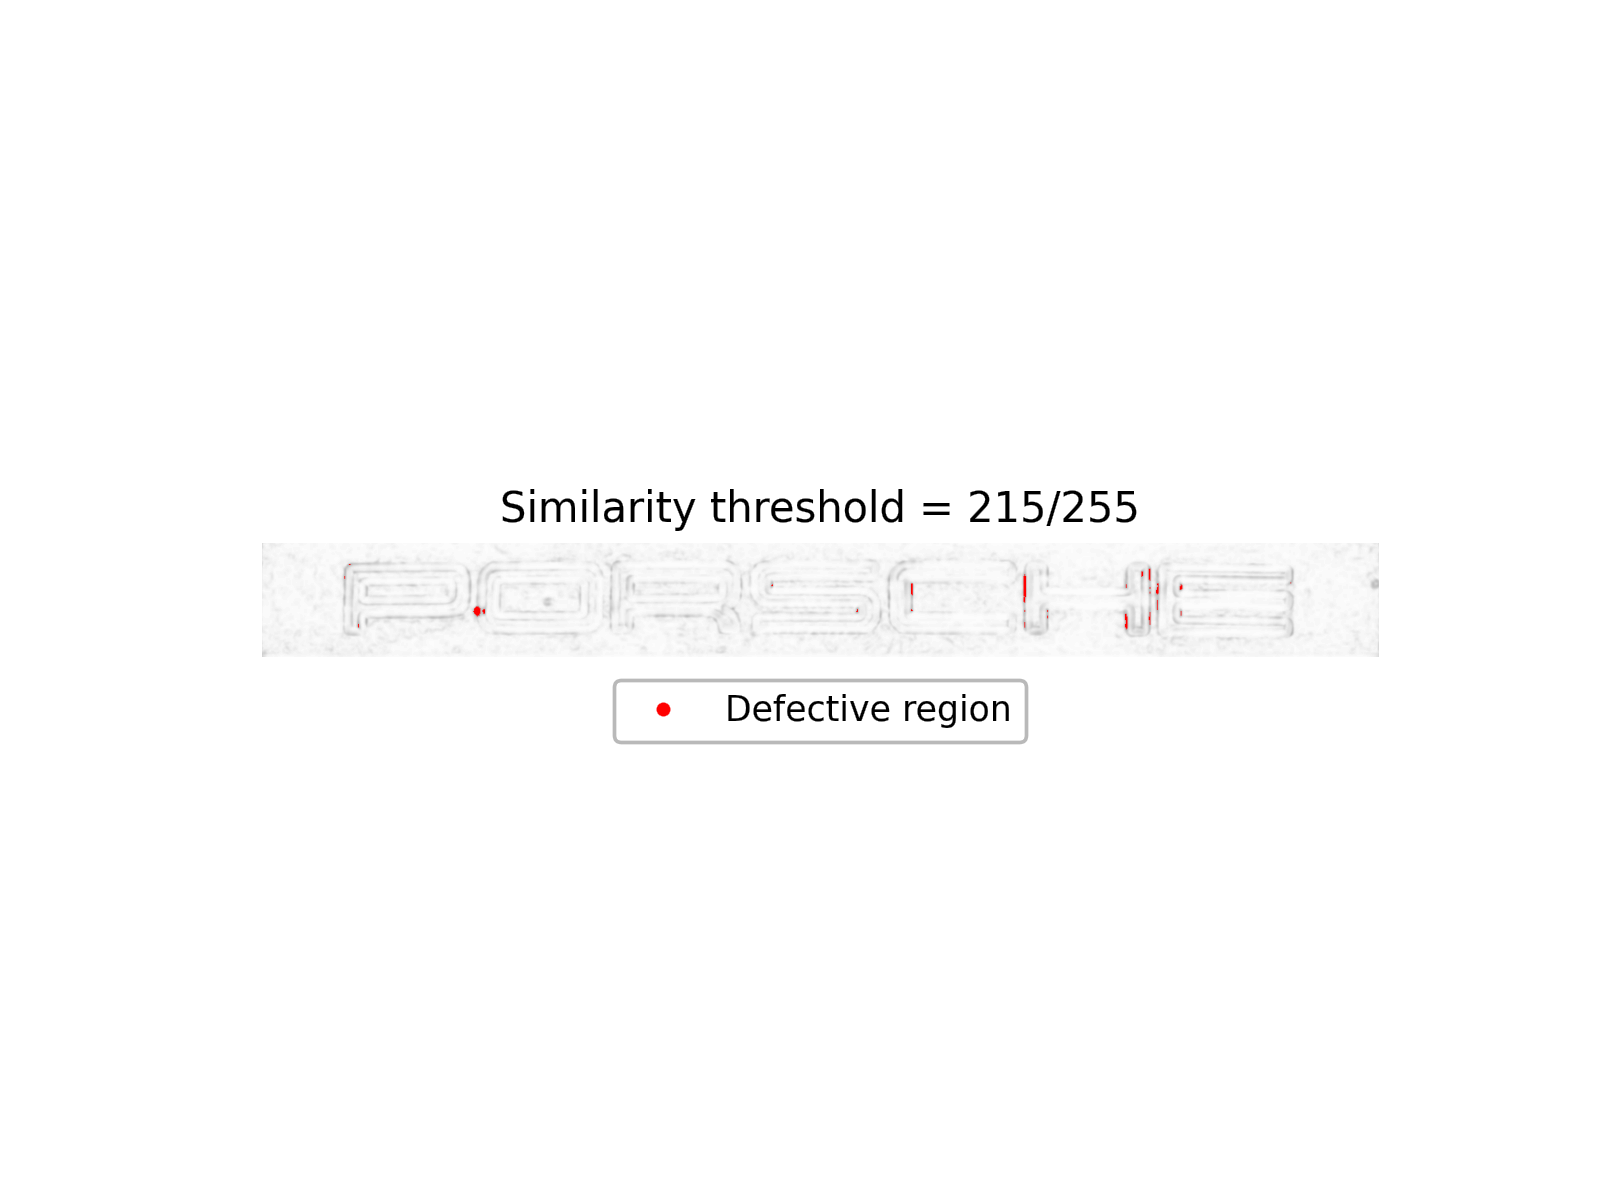 Similarity threshold = 215/255
PORSCHE
Defective region